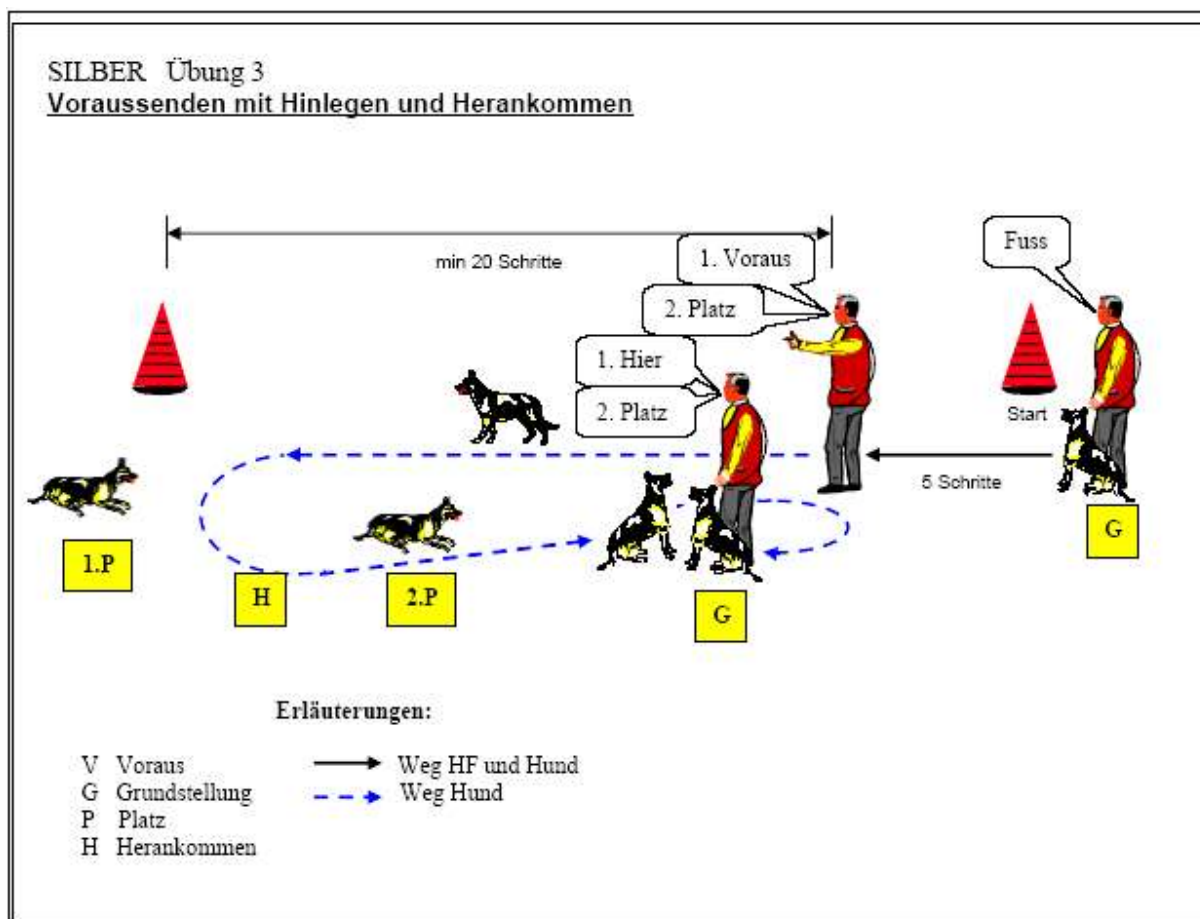 SILBER Übung 3
Voraussenden mit Hinlegen und Herankommen
min 20 Schritte
1. Voraus
2. Platz
Fuss
1. Hier
2. Platz
Start
5 Schritte
1.P
H
2.P
G
G
Erläuterungen:
V Voraus
G Grundstellung
P Platz
H Herankommen
Weg HF und Hund
Weg Hund